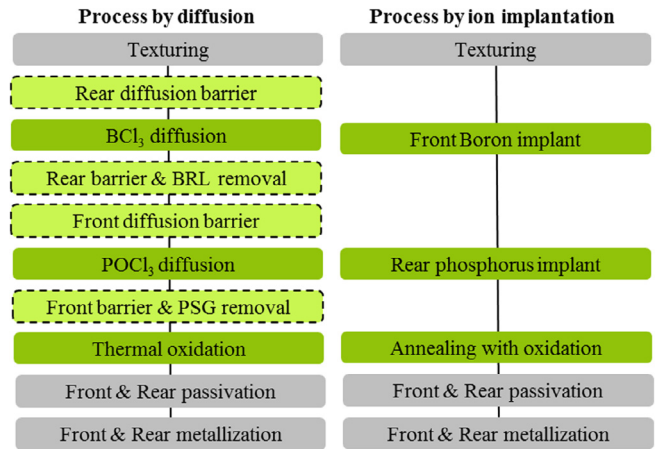 Process by diffusion
Texturing
Rear diffusion barrier
BCl₃ diffusion
Rear barrier & BRL removal
Front diffusion barrier
POCl₃ diffusion
Front barrier & PSG removal
Thermal oxidation
Front & Rear passivation
Front & Rear metallization
Process by ion implantation
Texturing
Front Boron implant
Rear phosphorus implant
Annealing with oxidation
Front & Rear passivation
Front & Rear metallization